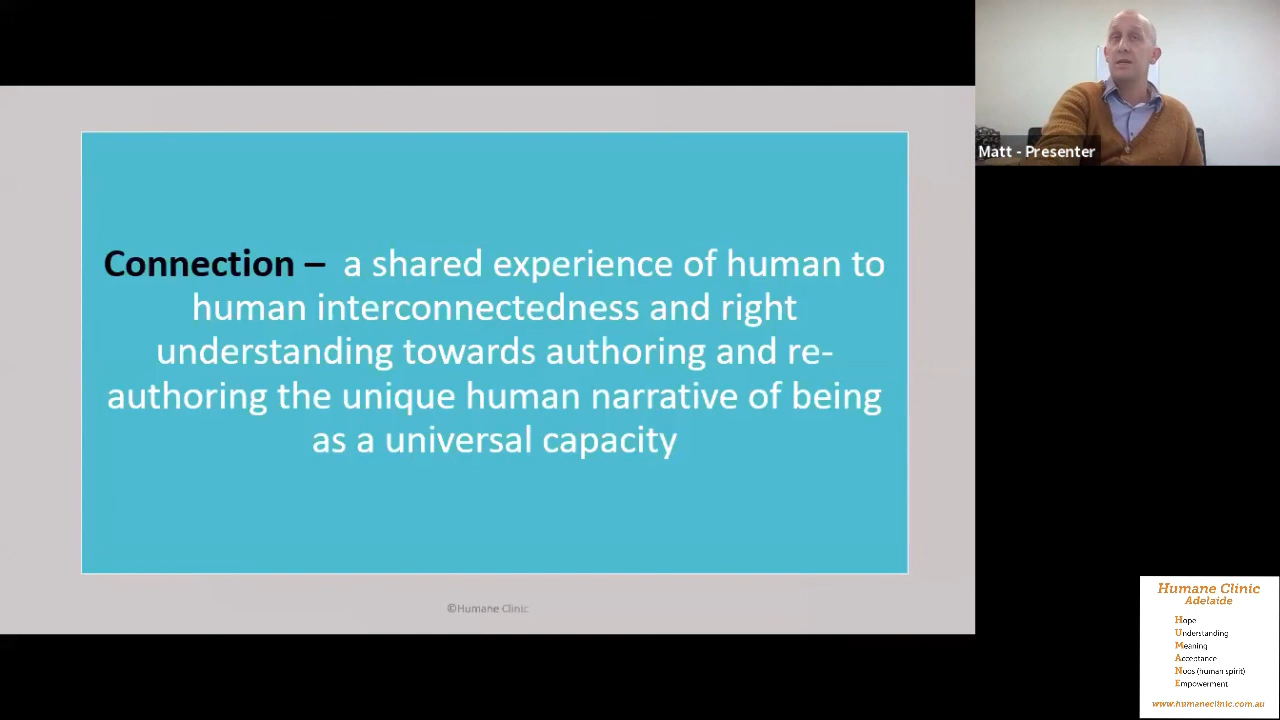 Matt - Presenter
Connection – a shared experience of human to
human interconnectedness and right
understanding towards authoring and re-
authoring the unique human narrative of being
as a universal capacity
©Humane Clinic
Humane Clinic
Adelaide
Hope
Understanding
Meaning
Acceptance
Noos (human spirit)
Empowerment
www.humaneclinic.com.au